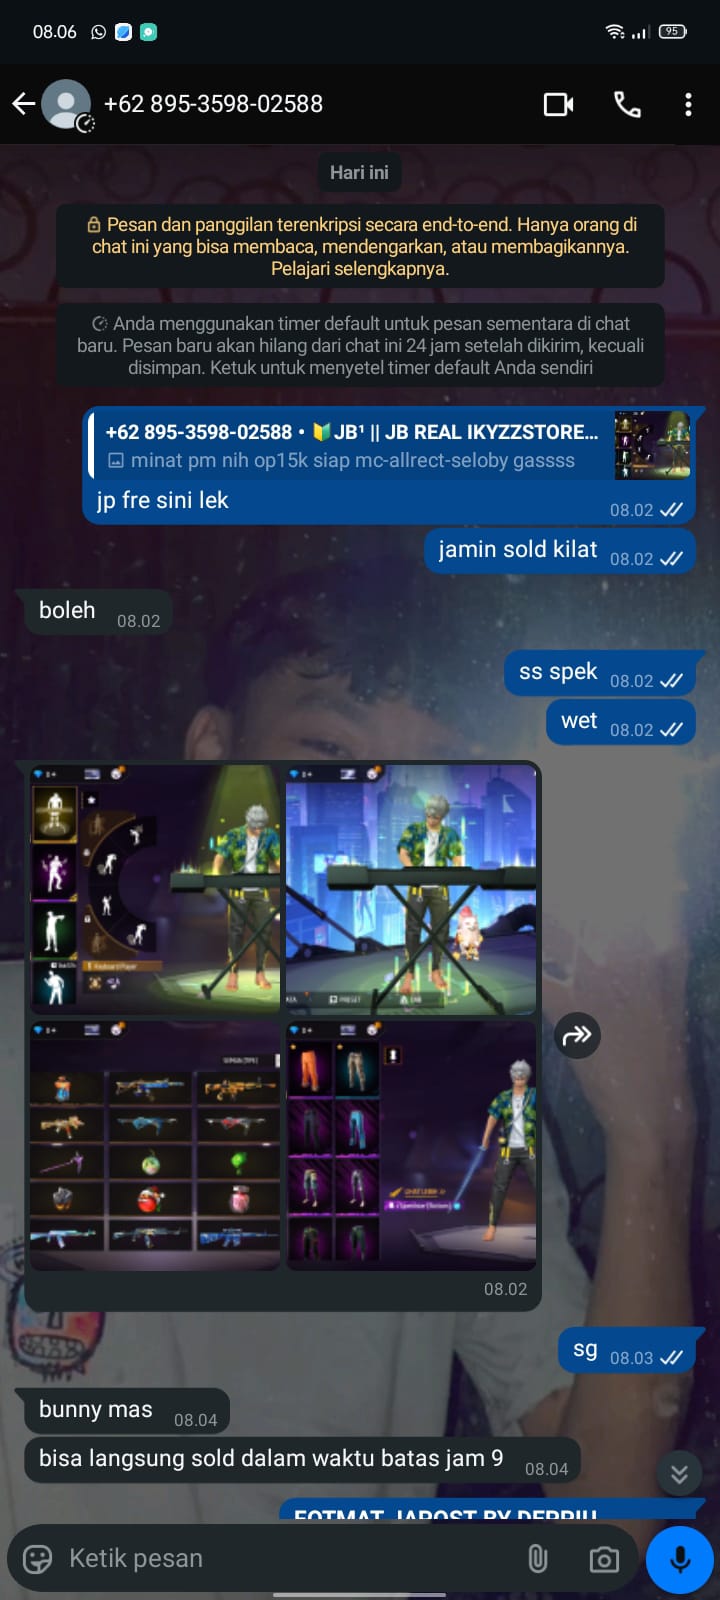 08.06
95
+62 895-3598-02588
Hari ini
Pesan dan panggilan terenkripsi secara end-to-end. Hanya orang di
chat ini yang bisa membaca, mendengarkan, atau membagikannya.
Pelajari selengkapnya.
Anda menggunakan timer default untuk pesan sementara di chat
baru. Pesan baru akan hilang dari chat ini 24 jam setelah dikirim, kecuali
disimpan. Ketuk untuk menyetel timer default Anda sendiri
+62 895-3598-02588 • 🔰JB¹ || JB REAL IKYZZSTORE...
minat pm nih op15k siap mc-allrect-seloby gassss
jp fre sini lek
08.02
jamin sold kilat 08.02
boleh 08.02
ss spek 08.02
wet 08.02
Keyboard Player
PRESET
08.02
sg 08.03
bunny mas 08.04
bisa langsung sold dalam waktu batas jam 9 08.04
Ketik pesan